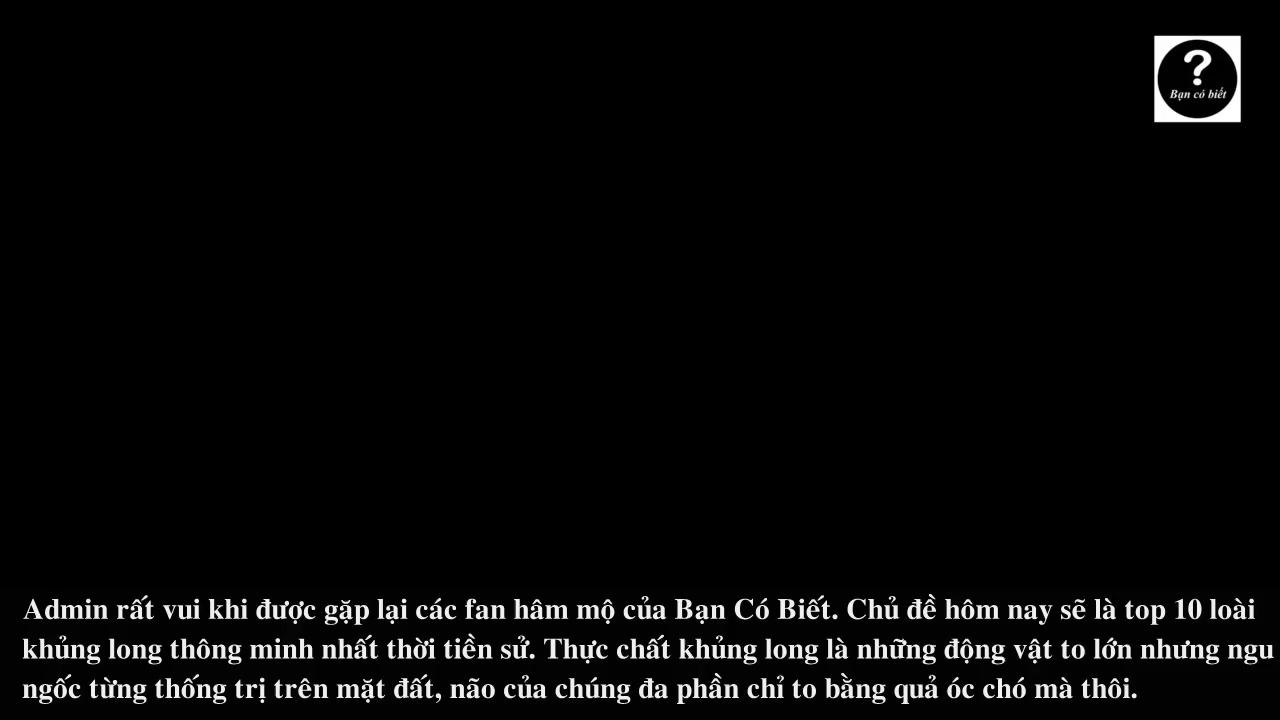 ?
Bạn có biết
Admin rất vui khi được gặp lại các fan hâm mộ của Bạn Có Biết. Chủ đề hôm nay sẽ là top 10 loài
khủng long thông minh nhất thời tiền sử. Thực chất khủng long là những động vật to lớn nhưng ngu
ngốc từng thống trị trên mặt đất, não của chúng đa phần chỉ to bằng quả óc chó mà thôi.